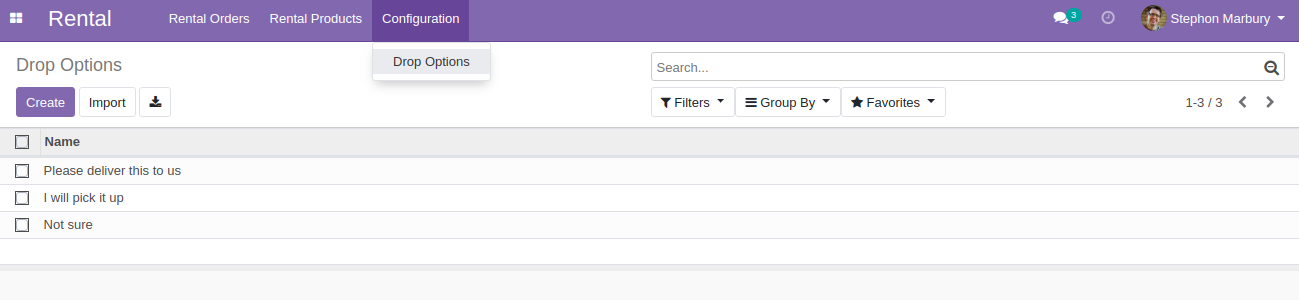 Rental Rental Orders Rental Products Configuration 3 Stephon Marbury
Drop Options
Drop Options
Search...
Create Import Filters Group By Favorites 1-3 / 3
Name
Please deliver this to us
I will pick it up
Not sure